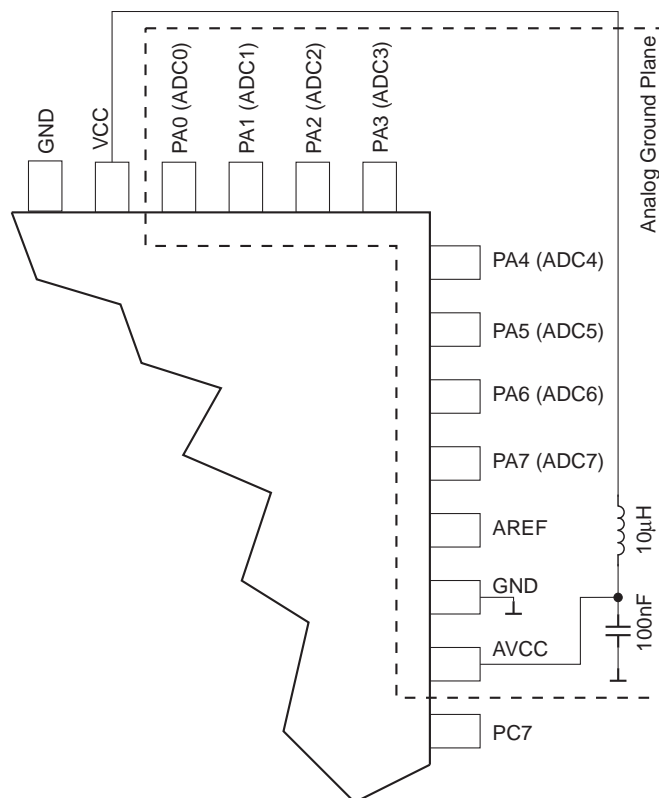 GND
VCC
PA0 (ADC0)
PA1 (ADC1)
PA2 (ADC2)
PA3 (ADC3)
Analog Ground Plane
PA4 (ADC4)
PA5 (ADC5)
PA6 (ADC6)
PA7 (ADC7)
AREF
10μH
GND
AVCC
100nF
PC7